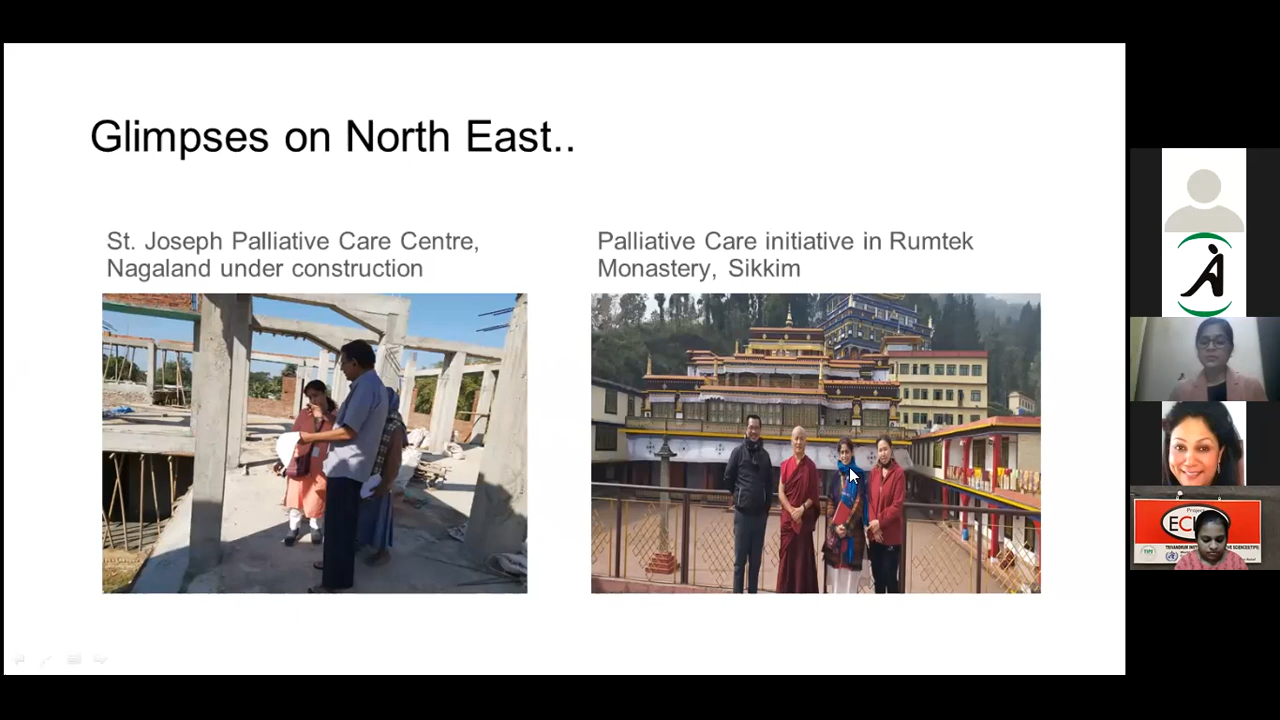 Glimpses on North East..
St. Joseph Palliative Care Centre,
Nagaland under construction
Palliative Care initiative in Rumtek
Monastery, Sikkim
Project